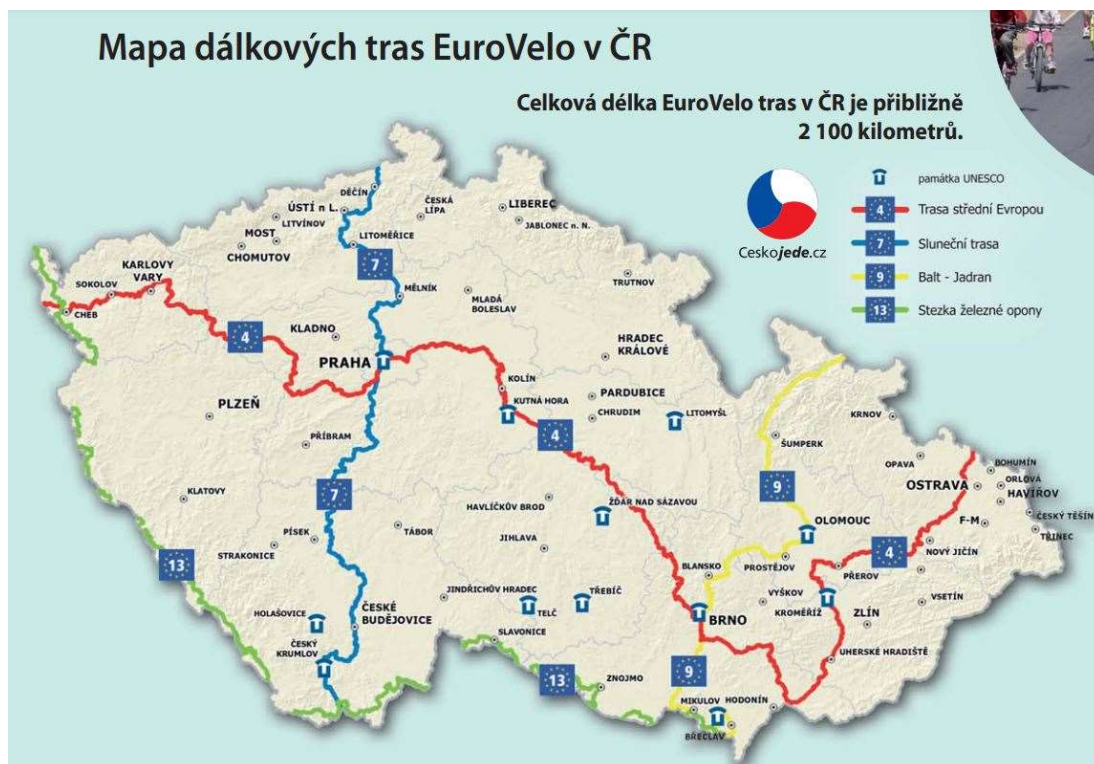 Mapa dálkových tras EuroVelo v ČR
Celková délka EuroVelo tras v ČR je přibližně
2 100 kilometrů.
Českojede.cz
památka UNESCO
4 Trasa střední Evropou
7 Sluneční trasa
9 Balt - Jadran
13 Stezka železné opony
DĚČÍN
ÚSTÍ n L.
LITVÍNOV
MOST
CHOMUTOV
LITOMĚŘICE
ČESKÁ
LÍPA
LIBEREC
JABLONEC n. N.
7
KARLOVY
VARY
SOKOLOV
CHEB
MĚLNÍK
MLADÁ
BOLESLAV
TRUTNOV
4
KLADNO
PRAHA
HRADEC
KRÁLOVÉ
KOLÍN
KUTNÁ HORA
PARDUBICE
CHRUDIM
LITOMYŠL
4
PLZEŇ
PŘÍBRAM
KRNOV
ŠUMPERK
OPAVA
BOHUMÍN
ORLOVÁ
OSTRAVA
HAVÍŘOV
ČESKÝ TĚŠÍN
F-M
TŘINEC
7
KLATOVY
HAVLÍČKŮV BROD
ŽĎÁR NAD SÁZAVOU
9
OLOMOUC
PÍSEK
TÁBOR
STRAKONICE
JIHLAVA
4
NOVÝ JIČÍN
PROSTĚJOV
PŘEROV
BLANSKO
13
JINDŘICHŮV HRADEC
TELČ
TŘEBÍČ
VYŠKOV
KROMĚŘÍŽ
VSETÍN
ZLÍN
BRNO
HOLAŠOVICE
ČESKÉ
BUDĚJOVICE
ČESKÝ
KRUMLOV
SLAVONICE
UHERSKÉ HRADIŠTĚ
13
ZNOJMO
9
MIKULOV
HODONÍN
BŘECLAV